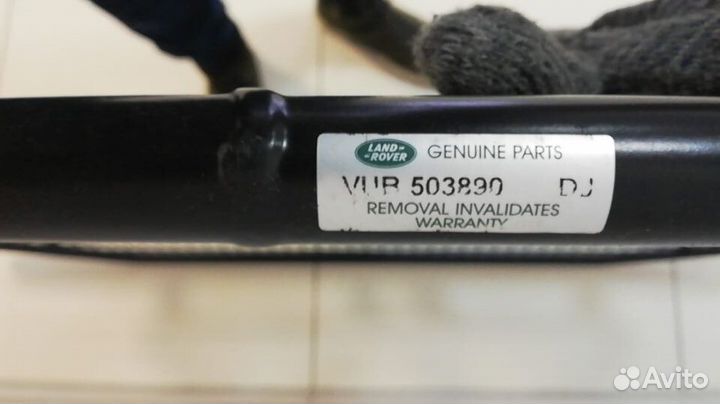 LAND-
-ROVER
GENUINE PARTS
VUB 503890 DJ
REMOVAL INVALIDATES
WARRANTY
Avito